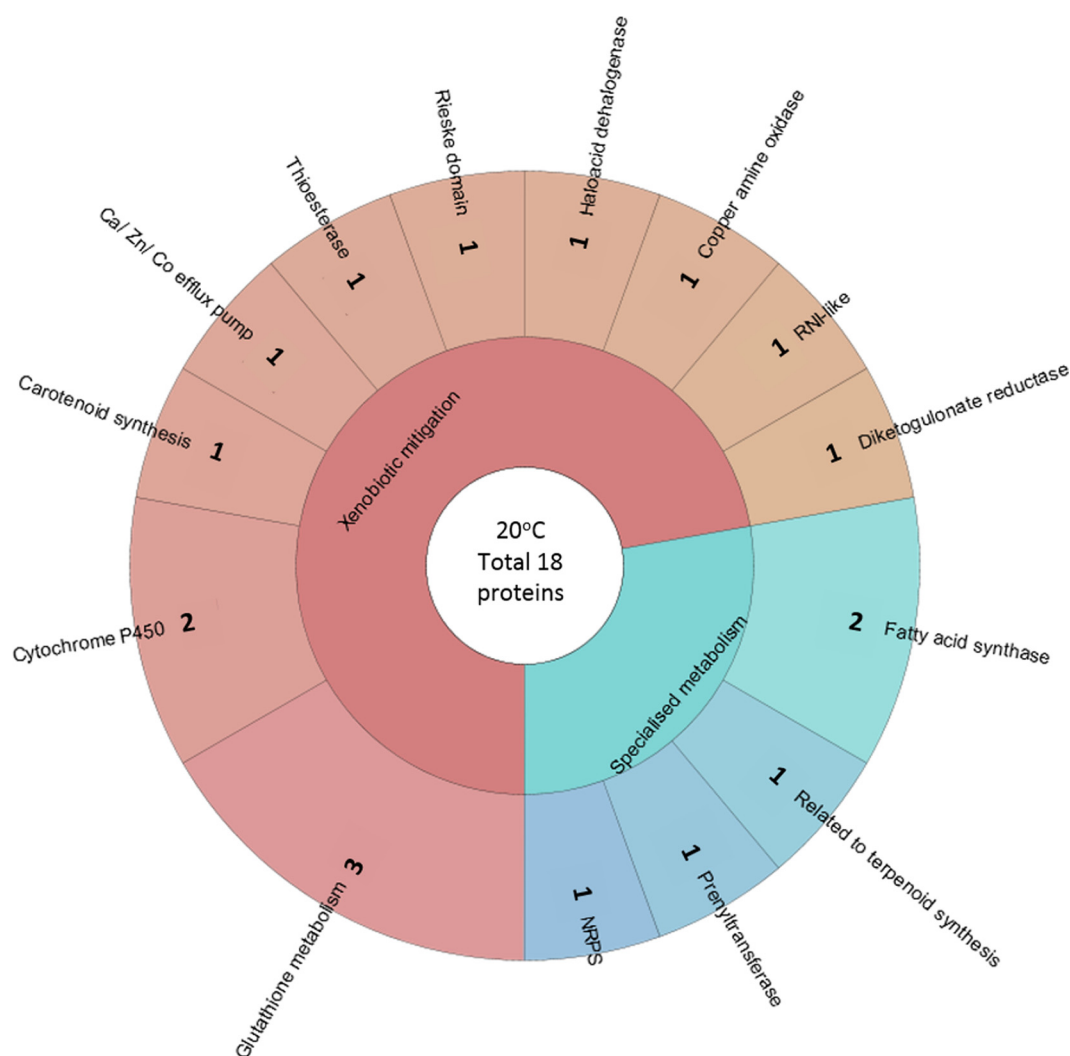 Haloacid dehalogenase
1
Copper amine oxidase
1
RNI-like
1
Diketogulonate reductase
1
Fatty acid synthase
2
Related to terpenoid synthesis
1
Prenyltransferase
1
NRPS
1
Glutathione metabolism
3
Cytochrome P450
2
Carotenoid synthesis
1
Ca/ Zn/ Co efflux pump
1
Thioesterase
1
Rieske domain
1
Xenobiotic mitigation
Specialised metabolism
20°C
Total 18
proteins